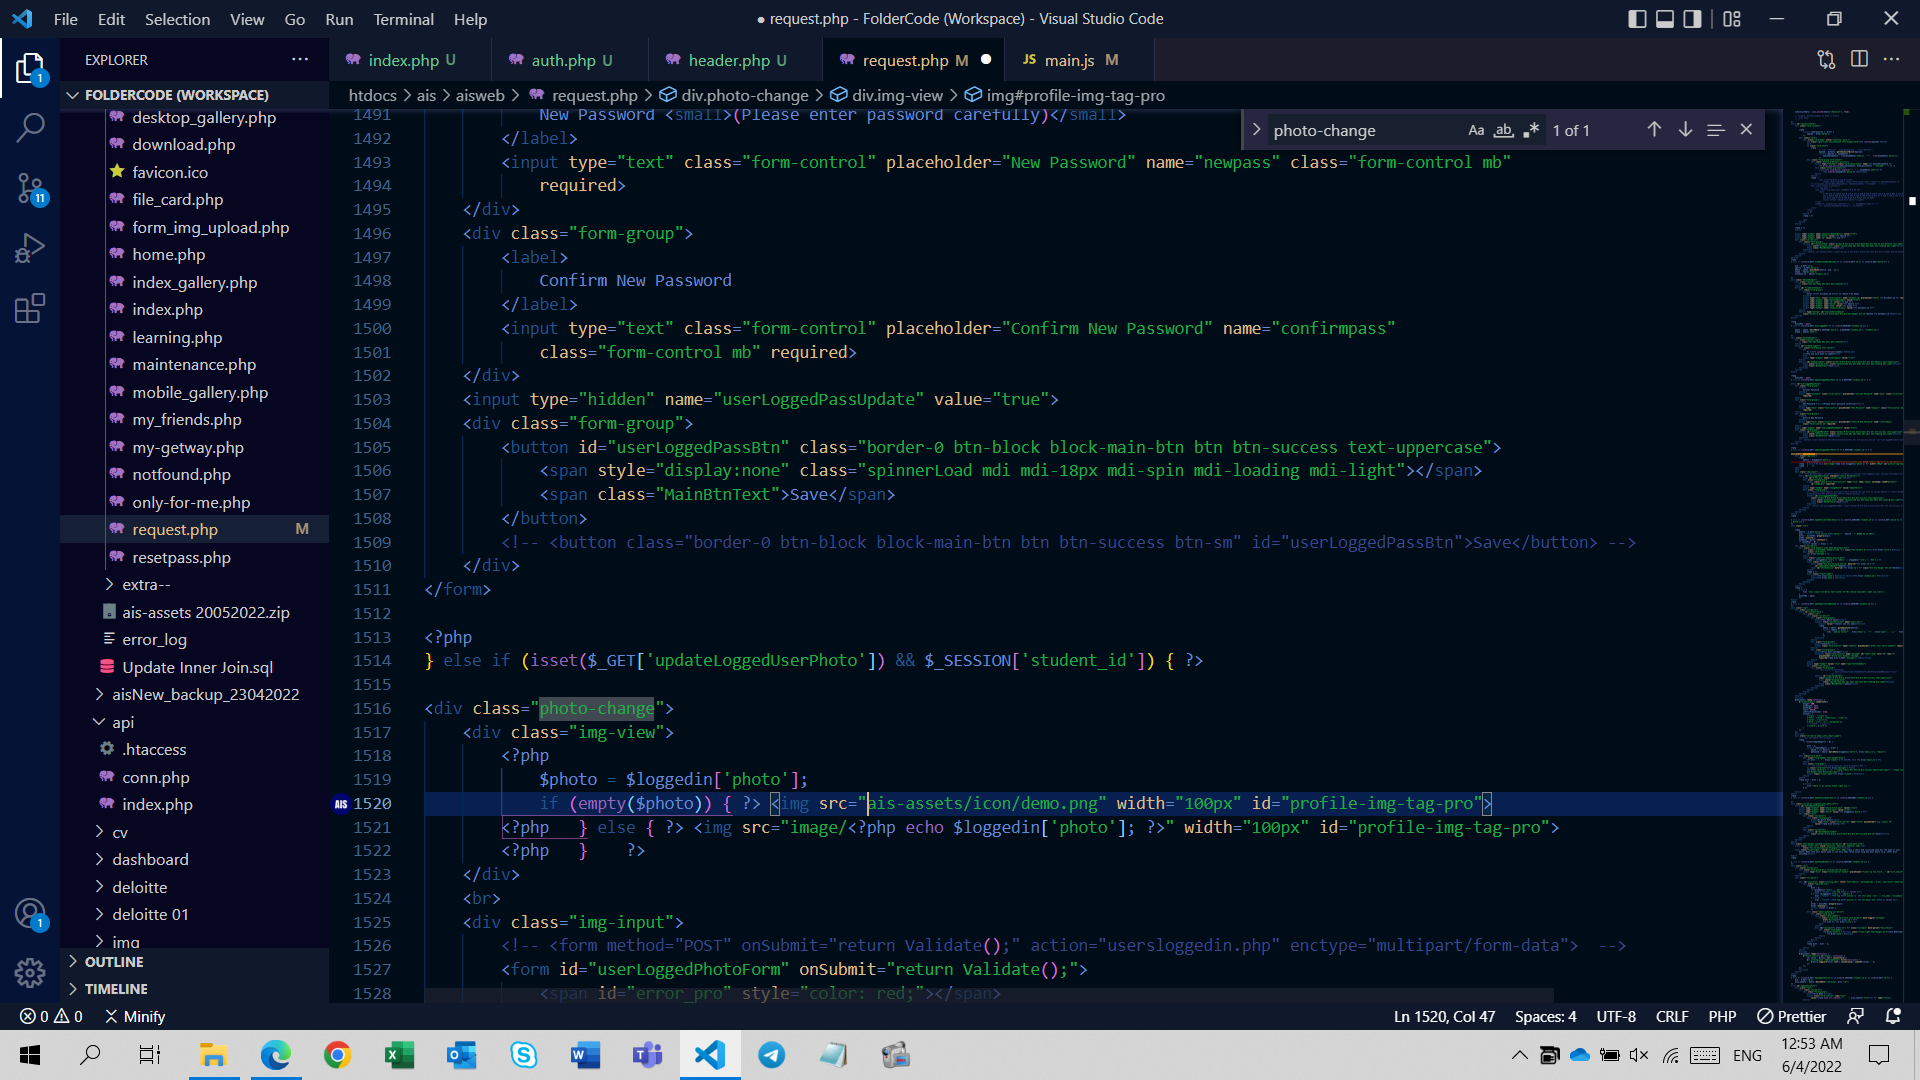 File Edit Selection View Go Run Terminal Help
● request.php - FolderCode (Workspace) - Visual Studio Code
EXPLORER
index.php U
auth.php U
header.php U
request.php M
JS main.js M
FOLDERCODE (WORKSPACE)
htdocs > ais > aisweb > request.php > div.photo-change > div.img-view > img#profile-img-tag-pro
photo-change
Aa ab 1 of 1
desktop_gallery.php
download.php
favicon.ico
file_card.php
form_img_upload.php
home.php
index_gallery.php
index.php
learning.php
maintenance.php
mobile_gallery.php
my_friends.php
my-getway.php
notfound.php
only-for-me.php
request.php M
resetpass.php
extra--
ais-assets 20052022.zip
error_log
Update Inner Join.sql
aisNew_backup_23042022
api
.htaccess
conn.php
index.php
cv
dashboard
deloitte
deloitte 01
img
OUTLINE
TIMELINE
1
11
1
1491 New Password <small>(Please enter password carefully)</small>
1492 </label>
1493 <input type="text" class="form-control" placeholder="New Password" name="newpass" class="form-control mb"
1494 required>
1495 </div>
1496 <div class="form-group">
1497 <label>
1498 Confirm New Password
1499 </label>
1500 <input type="text" class="form-control" placeholder="Confirm New Password" name="confirmpass"
1501 class="form-control mb" required>
1502 </div>
1503 <input type="hidden" name="userLoggedPassUpdate" value="true">
1504 <div class="form-group">
1505 <button id="userLoggedPassBtn" class="border-0 btn-block block-main-btn btn btn-success text-uppercase">
1506 <span style="display:none" class="spinnerLoad mdi mdi-18px mdi-spin mdi-loading mdi-light"></span>
1507 <span class="MainBtnText">Save</span>
1508 </button>
1509 <!-- <button class="border-0 btn-block block-main-btn btn btn-success btn-sm" id="userLoggedPassBtn">Save</button> -->
1510 </div>
1511 </form>
1512
1513 <?php
1514 } else if (isset($_GET['updateLoggedUserPhoto']) && $_SESSION['student_id']) { ?>
1515
1516 <div class="photo-change">
1517 <div class="img-view">
1518 <?php
1519 $photo = $loggedin['photo'];
AIS 1520 if (empty($photo)) { ?> <img src="ais-assets/icon/demo.png" width="100px" id="profile-img-tag-pro">
1521 <?php } else { ?> <img src="image/<?php echo $loggedin['photo']; ?>" width="100px" id="profile-img-tag-pro">
1522 <?php } ?>
1523 </div>
1524 <br>
1525 <div class="img-input">
1526 <!-- <form method="POST" onSubmit="return Validate();" action="usersloggedin.php" enctype="multipart/form-data"> -->
1527 <form id="userLoggedPhotoForm" onSubmit="return Validate();">
1528 <span id="error_pro" style="color: red;"></span>
0 0 Minify
Ln 1520, Col 47 Spaces: 4 UTF-8 CRLF PHP Prettier
ENG
12:53 AM
6/4/2022